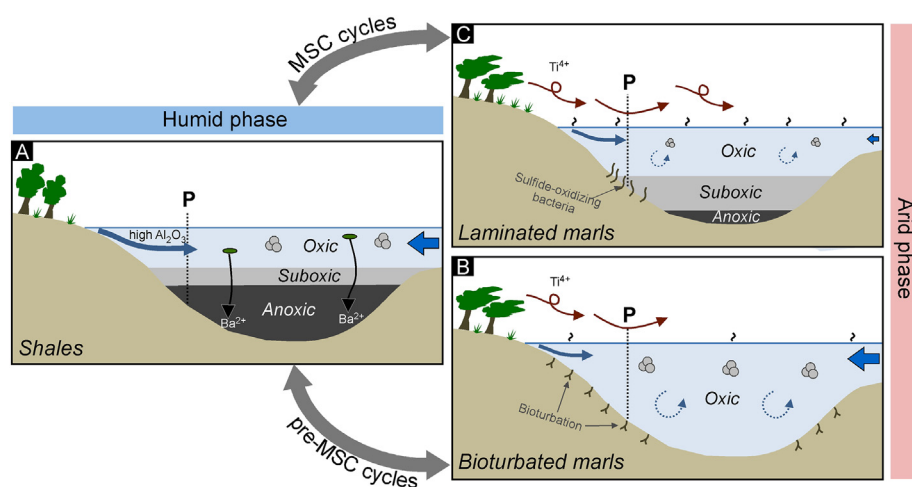 MSC cycles
Humid phase
A
P
high Al₂O₃
Oxic
Suboxic
Anoxic
Ba²⁺
Ba²⁺
Shales
pre-MSC cycles
C
Ti⁴⁺
P
Oxic
Sulfide-oxidizing
bacteria
Suboxic
Anoxic
Laminated marls
B
Ti⁴⁺
P
Bioturbation
Oxic
Bioturbated marls
Arid phase